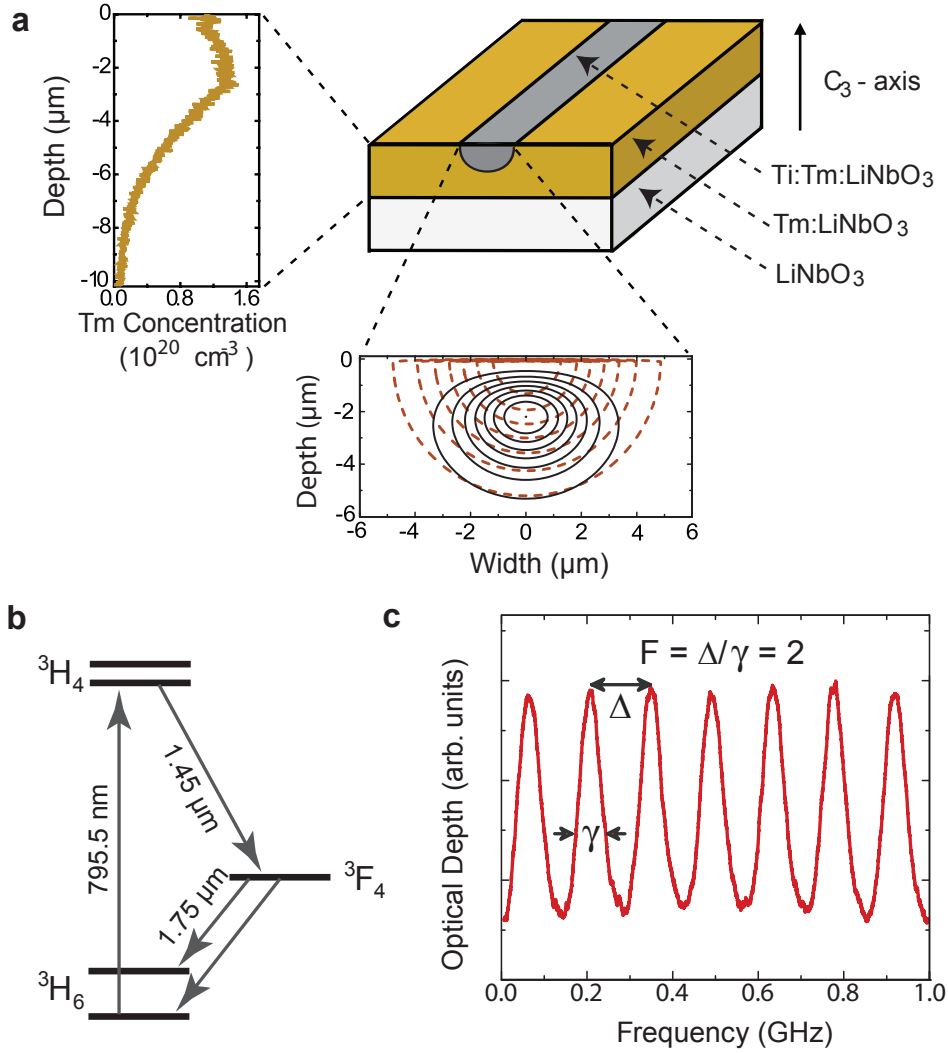 a
0
-2
-4
-6
-8
-10
Depth (µm)
0.0 0.8 1.6
Tm Concentration
(10²⁰ cm⁻³)
C₃ - axis
Ti:Tm:LiNbO₃
Tm:LiNbO₃
LiNbO₃
0
-2
-4
-6
Depth (µm)
-6 -4 -2 0 2 4 6
Width (µm)
b
³H₄
795.5 nm
1.45 µm
³F₄
1.75 µm
³H₆
c
F = Δ/γ = 2
Δ
γ
Optical Depth (arb. units)
0.0 0.2 0.4 0.6 0.8 1.0
Frequency (GHz)